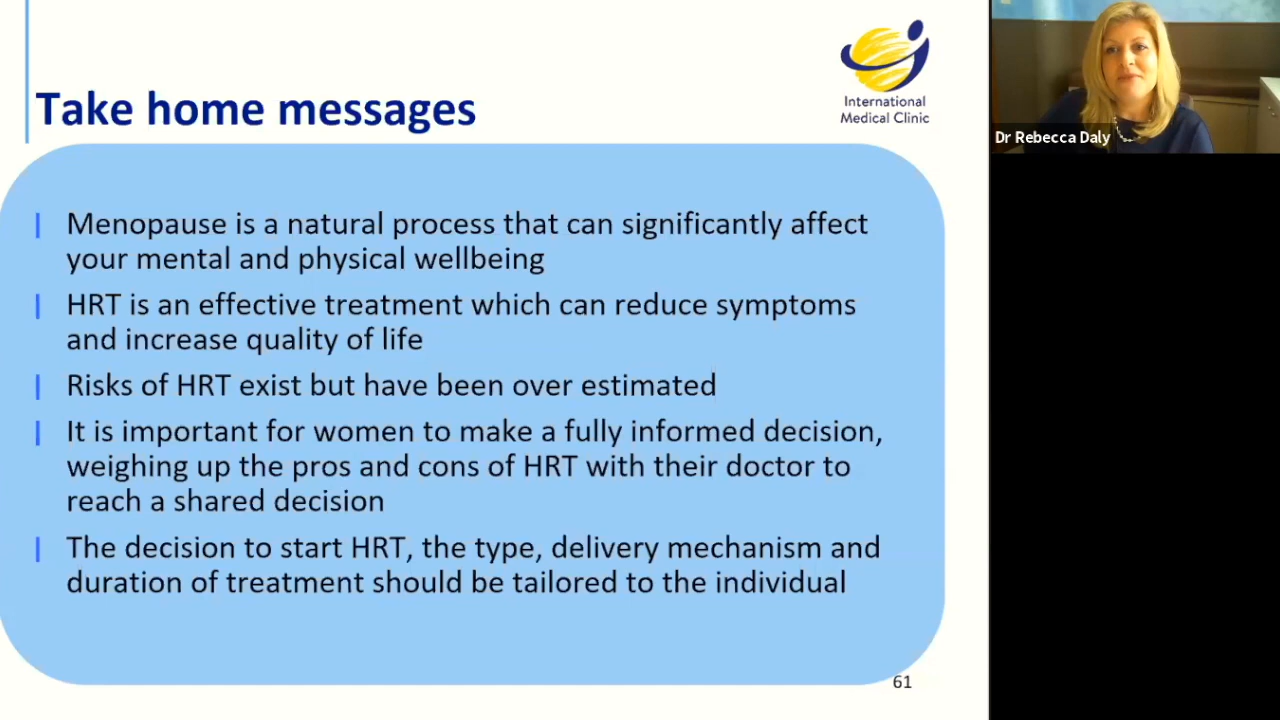 International
Medical Clinic
Take home messages
Dr Rebecca Daly
Menopause is a natural process that can significantly affect
your mental and physical wellbeing
HRT is an effective treatment which can reduce symptoms
and increase quality of life
Risks of HRT exist but have been over estimated
It is important for women to make a fully informed decision,
weighing up the pros and cons of HRT with their doctor to
reach a shared decision
The decision to start HRT, the type, delivery mechanism and
duration of treatment should be tailored to the individual
61